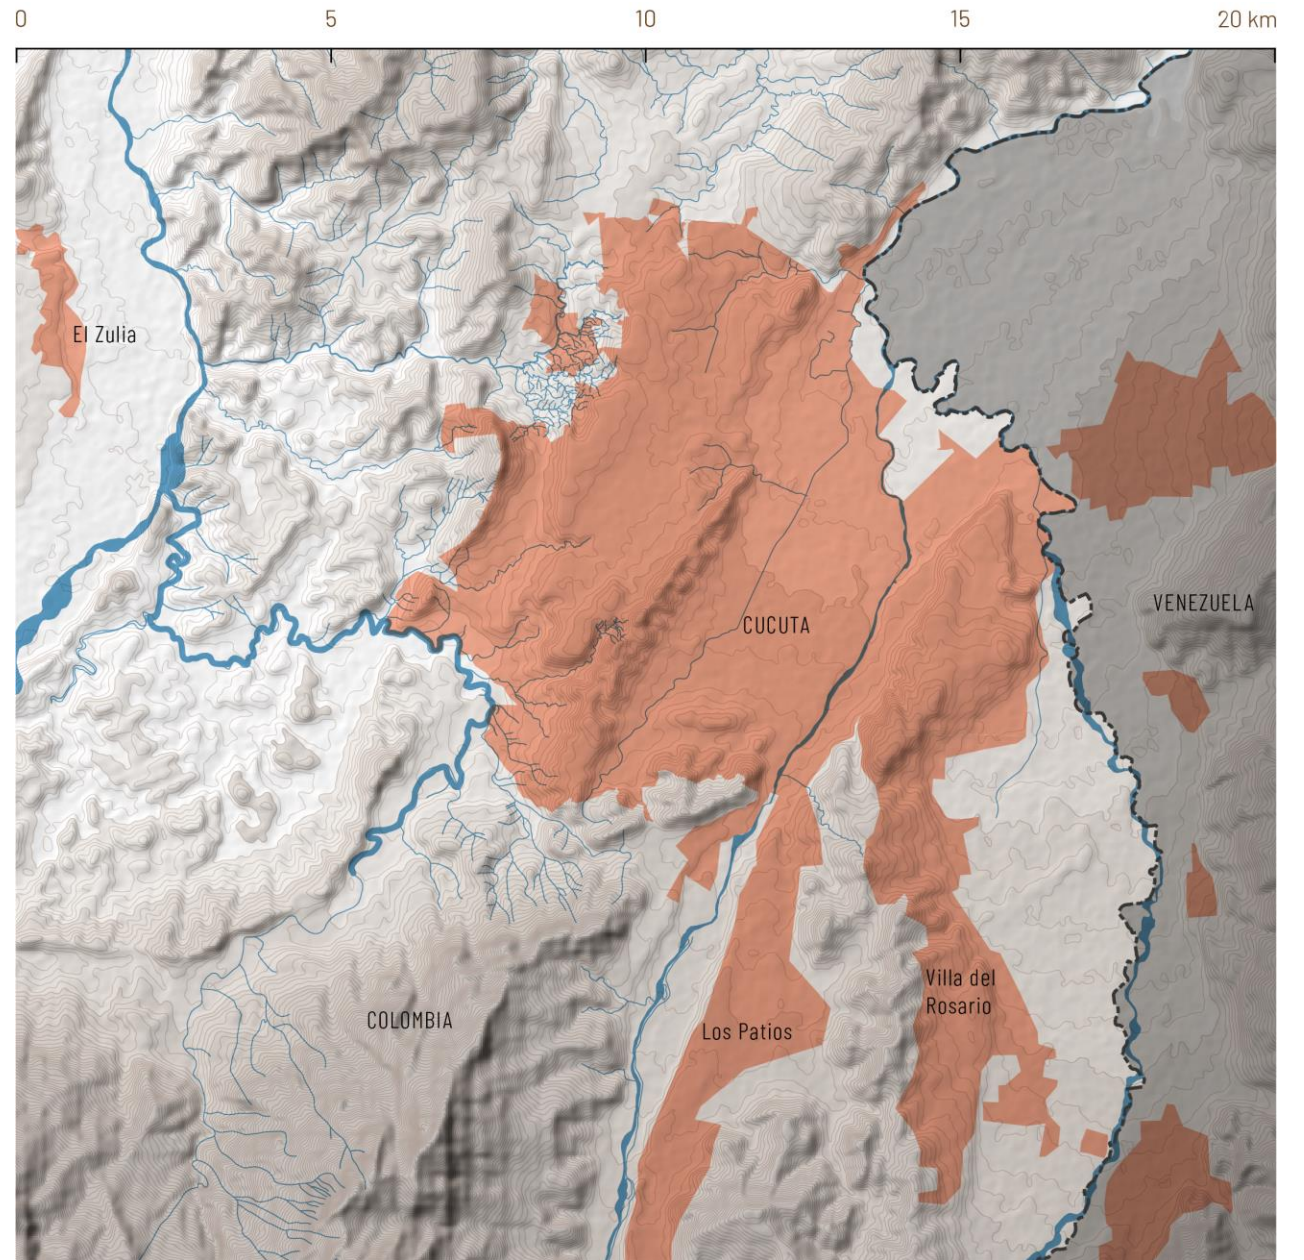 0 5 10 15 20 km
El Zulia
VENEZUELA
CUCUTA
Villa del
Rosario
COLOMBIA
Los Patios